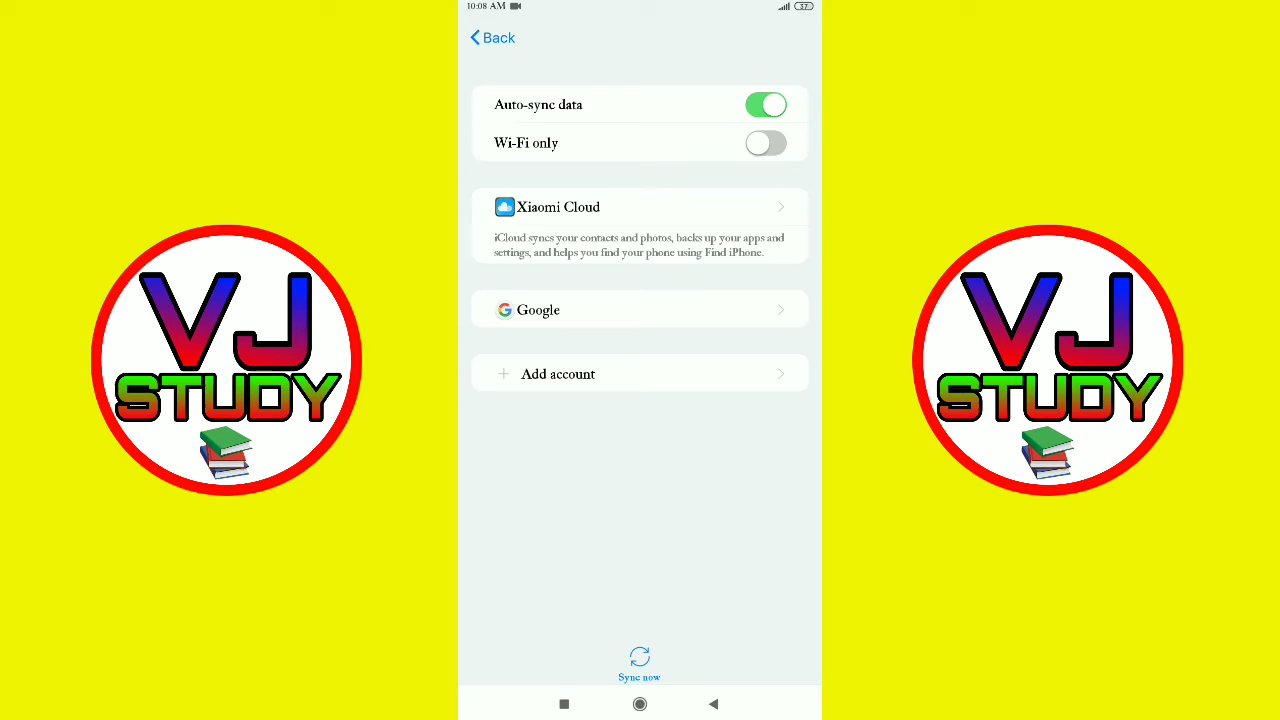 10:08 AM
37
Back
Auto-sync data
Wi-Fi only
Xiaomi Cloud
iCloud syncs your contacts and photos, backs up your apps and
settings, and helps you find your phone using Find iPhone.
Google
Add account
Sync now
VJ
STUDY
VJ
STUDY